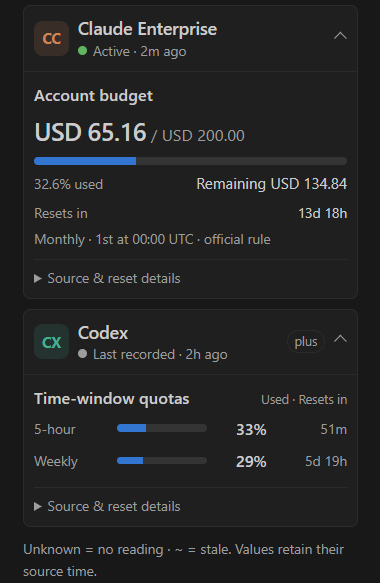 CC Claude Enterprise
Active · 2m ago
Account budget
USD 65.16 / USD 200.00
32.6% used Remaining USD 134.84
Resets in 13d 18h
Monthly · 1st at 00:00 UTC · official rule
▶ Source & reset details
CX Codex plus
Last recorded · 2h ago
Time-window quotas Used · Resets in
5-hour 33% 51m
Weekly 29% 5d 19h
▶ Source & reset details
Unknown = no reading · ~ = stale. Values retain their
source time.